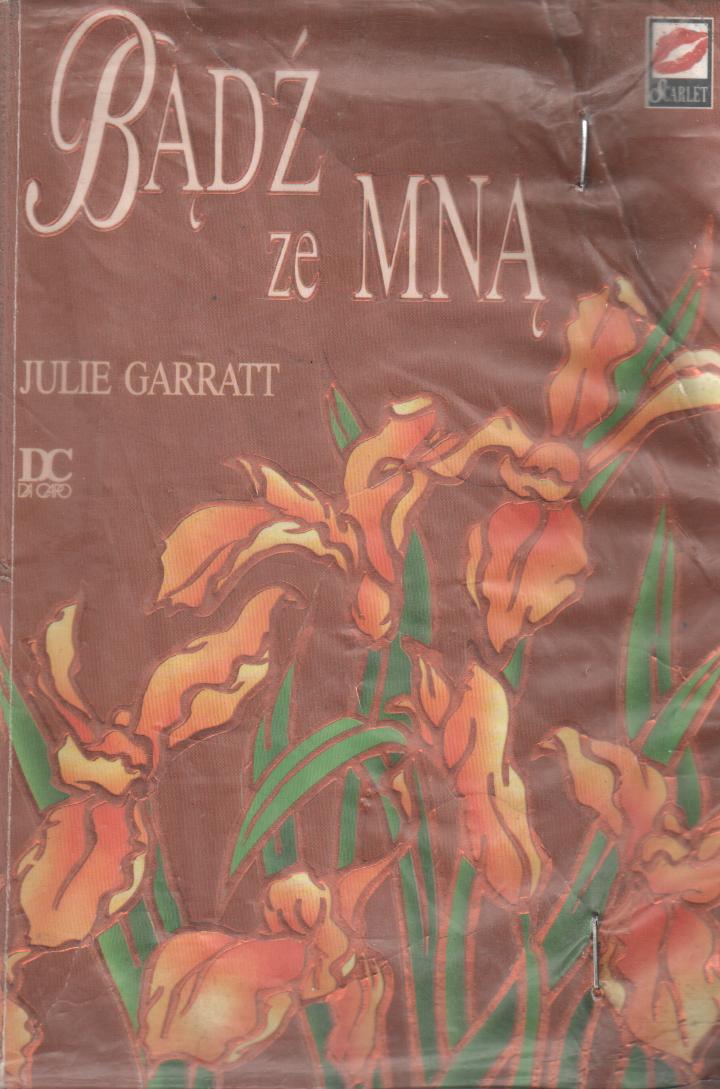 BĄDŹ
ze MNĄ
SCARLET
JULIE GARRATT
DC
DA CAPO